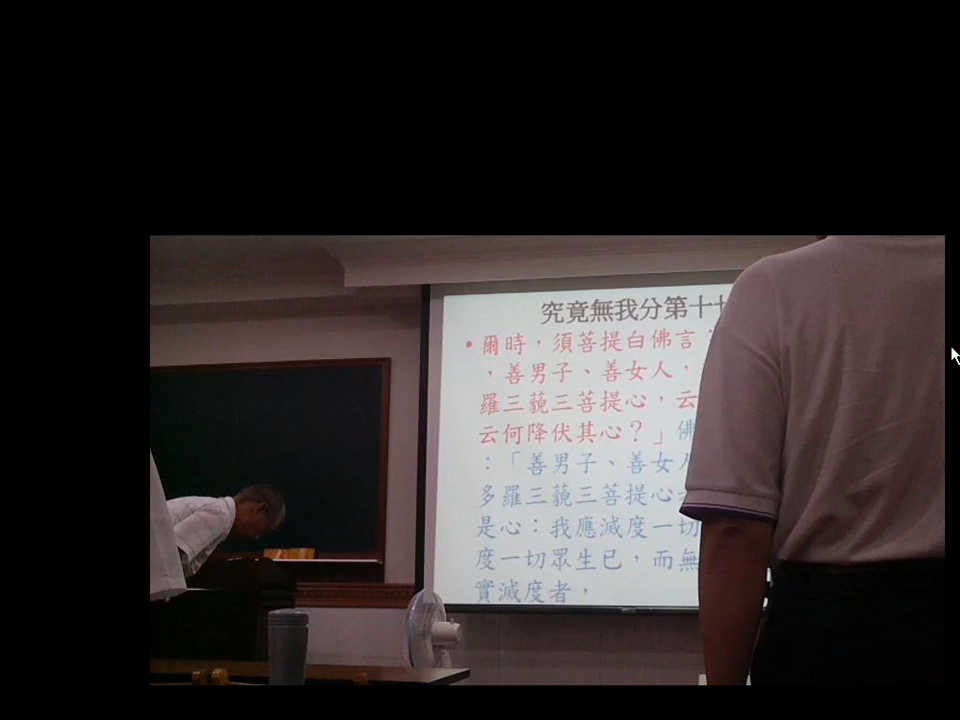 究竟無我分第十
• 爾時，須菩提白佛言
，善男子、善女人，
羅三藐三菩提心，云
云何降伏其心？」佛
：「善男子、善女人
多羅三藐三菩提心
是心：我應滅度一切
度一切眾生已，而無
實滅度者，